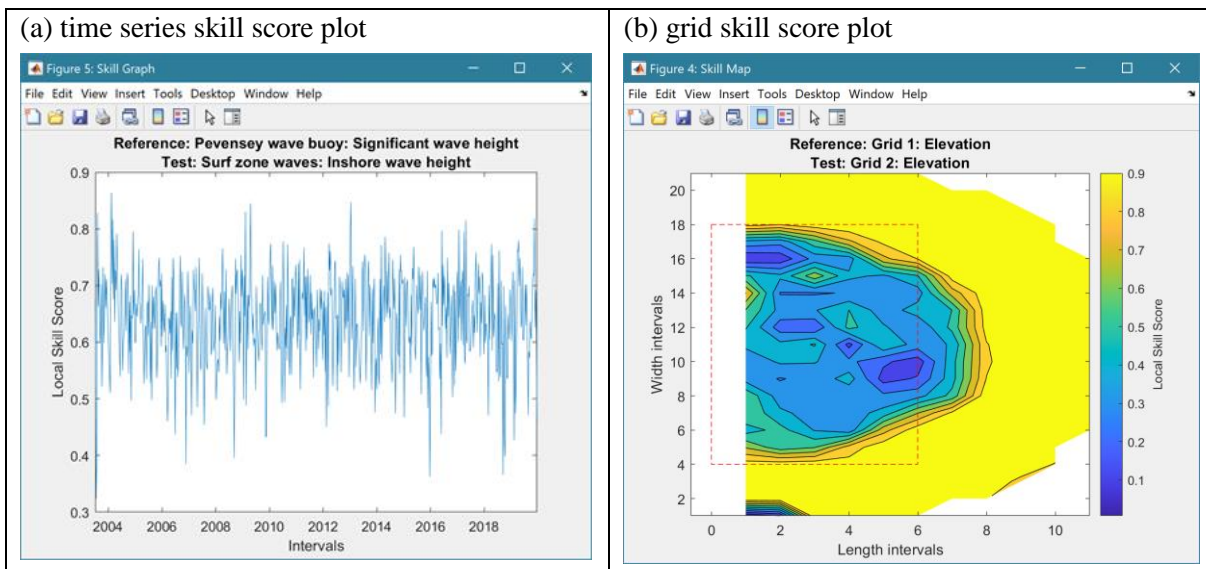 (a) time series skill score plot
Figure 5: Skill Graph
File Edit View Insert Tools Desktop Window Help
Reference: Pevensey wave buoy: Significant wave height
Test: Surf zone waves: Inshore wave height
0.9
0.8
0.7
0.6
0.5
0.4
0.3
Local Skill Score
2004 2006 2008 2010 2012 2014 2016 2018
Intervals
(b) grid skill score plot
Figure 4: Skill Map
File Edit View Insert Tools Desktop Window Help
Reference: Grid 1: Elevation
Test: Grid 2: Elevation
20
18
16
14
12
10
8
6
4
2
Width intervals
0 2 4 6 8 10
Length intervals
0.9
0.8
0.7
0.6
0.5
0.4
0.3
0.2
0.1
Local Skill Score